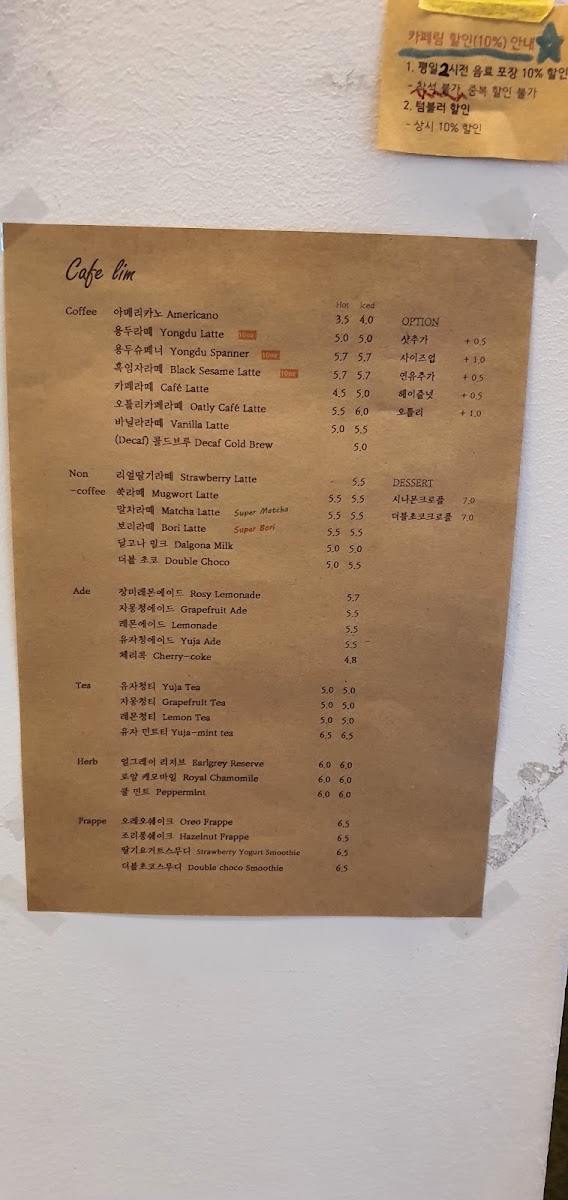 카페림 할인(10%) 안내
1. 평일2시전 음료 포장 10% 할인
- 합석 불가, 중복 할인 불가
2. 텀블러 할인
- 상시 10% 할인
Cafe lim
Hot Iced
Coffee 아메리카노 Americano 3.5 4.0
용두라떼 Yongdu Latte 10oz 5.0 5.0
용두슈페너 Yongdu Spanner 10oz 5.7 5.7
흑임자라떼 Black Sesame Latte 10oz 5.7 5.7
카페라떼 Café Latte 4.5 5.0
오틀리카페라떼 Oatly Café Latte 5.5 6.0
바닐라라떼 Vanilla Latte 5.0 5.5
(Decaf) 콜드브루 Decaf Cold Brew 5.0
OPTION
샷추가 + 0.5
사이즈업 + 1.0
연유추가 + 0.5
헤이즐넛 + 0.5
오틀리 + 1.0
Non
-coffee
리얼딸기라떼 Strawberry Latte 5.5
쑥라떼 Mugwort Latte 5.5 5.5
말차라떼 Matcha Latte Super Matcha 5.5 5.5
보리라떼 Bori Latte Super Bori 5.5 5.5
달고나 밀크 Dalgona Milk 5.0 5.0
더블 초코 Double Choco 5.0 5.5
DESSERT
시나몬크로플 7.0
더블초코크로플 7.0
Ade 장미레몬에이드 Rosy Lemonade 5.7
자몽청에이드 Grapefruit Ade 5.5
레몬에이드 Lemonade 5.5
유자청에이드 Yuja Ade 5.5
체리콕 Cherry-coke 4.8
Tea 유자청티 Yuja Tea 5.0 5.0
자몽청티 Grapefruit Tea 5.0 5.0
레몬청티 Lemon Tea 5.0 5.0
유자 민트티 Yuja-mint tea 6.5 6.5
Herb 얼그레이 리저브 Earlgrey Reserve 6.0 6.0
로얄 캐모마일 Royal Chamomile 6.0 6.0
쿨 민트 Peppermint 6.0 6.0
Frappe 오레오쉐이크 Oreo Frappe 6.5
조리퐁쉐이크 Hazelnut Frappe 6.5
딸기요거트스무디 Strawberry Yogurt Smoothie 6.5
더블초코스무디 Double choco Smoothie 6.5